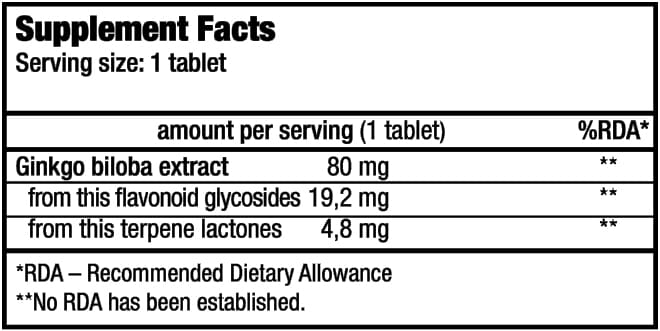 Supplement Facts
Serving size: 1 tablet
amount per serving (1 tablet) %RDA*
Ginkgo biloba extract 80 mg **
from this flavonoid glycosides 19,2 mg **
from this terpene lactones 4,8 mg **
*RDA – Recommended Dietary Allowance
**No RDA has been established.